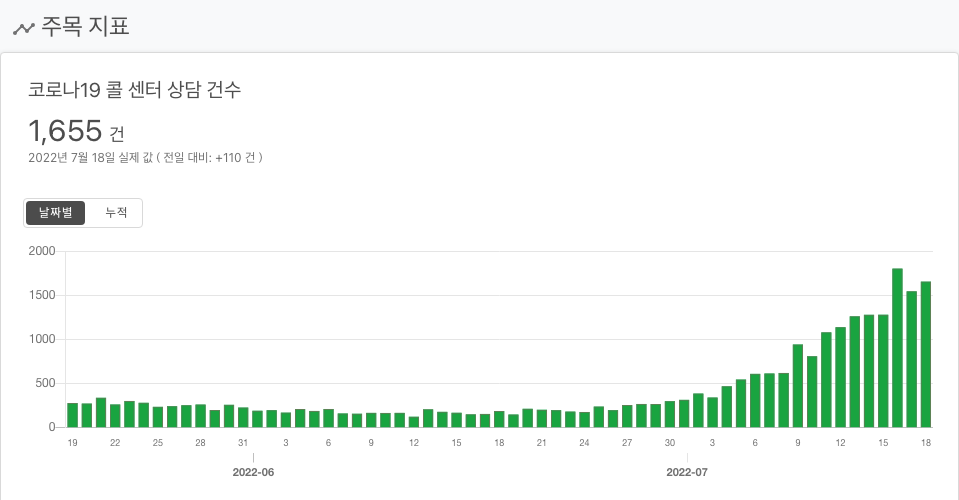 주목 지표
코로나19 콜 센터 상담 건수
1,655 건
2022년 7월 18일 실제 값 ( 전일 대비: +110 건 )
날짜별 누적
2000
1500
1000
500
0
19 22 25 28 31 3 6 9 12 15 18 21 24 27 30 3 6 9 12 15 18
2022-06 2022-07